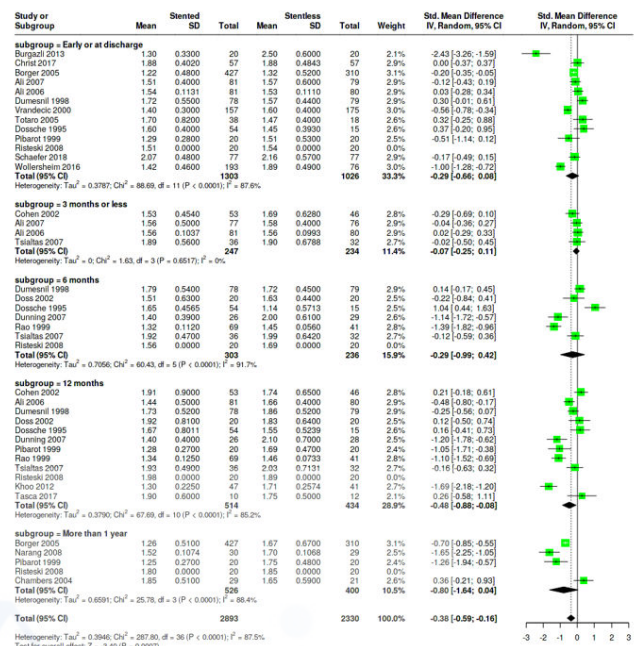 Study or Stented Stentless Std. Mean Difference Std. Mean Difference
Subgroup Mean SD Total Mean SD Total Weight IV, Random, 95% CI IV, Random, 95% CI
subgroup = Early or at discharge
Burgazli 2013 1.30 0.3300 20 2.50 0.6000 20 2.1% -2.43 [-3.26; -1.59]
Christ 2017 1.88 0.4020 57 1.88 0.4843 57 2.8% 0.00 [-0.37; 0.37]
Borger 2005 1.22 0.4800 427 1.32 0.5200 310 3.0% -0.20 [-0.35; -0.05]
Ali 2007 1.51 0.4000 81 1.57 0.6000 79 2.9% -0.12 [-0.43; 0.19]
Ali 2006 1.54 0.1131 81 1.53 0.1110 80 2.9% 0.03 [-0.28; 0.34]
Dumesnil 1998 1.72 0.5500 78 1.57 0.4400 79 2.9% 0.30 [-0.01; 0.61]
Vrandecic 2000 1.40 0.3000 157 1.60 0.4000 175 3.0% -0.56 [-0.78; -0.34]
Totaro 2005 1.70 0.8200 38 1.47 0.4000 18 2.6% 0.32 [-0.25; 0.88]
Dossche 1995 1.60 0.4000 54 1.45 0.3930 15 2.6% 0.37 [-0.20; 0.95]
Pibarot 1999 1.29 0.2800 20 1.51 0.5300 20 2.5% -0.51 [-1.14; 0.12]
Risteski 2008 1.51 0.0000 20 1.54 0.0000 20 0.0%
Schaefer 2018 2.07 0.4800 77 2.16 0.5700 77 2.9% -0.17 [-0.49; 0.15]
Wollersheim 2016 1.42 0.4600 193 1.89 0.4900 76 2.9% -1.00 [-1.28; -0.72]
Total (95% CI) 1303 1026 33.3% -0.29 [-0.66; 0.08]
Heterogeneity: Tau² = 0.3787; Chi² = 88.69, df = 11 (P < 0.0001); I² = 87.6%
subgroup = 3 months or less
Cohen 2002 1.53 0.4540 53 1.69 0.6280 46 2.8% -0.29 [-0.69; 0.10]
Ali 2007 1.56 0.5000 77 1.58 0.4000 76 2.9% -0.04 [-0.36; 0.27]
Ali 2006 1.56 0.1037 81 1.56 0.0993 80 2.9% 0.02 [-0.29; 0.33]
Tsialtas 2007 1.89 0.5600 36 1.90 0.6788 32 2.7% -0.02 [-0.50; 0.45]
Total (95% CI) 247 234 11.4% -0.07 [-0.25; 0.11]
Heterogeneity: Tau² = 0; Chi² = 1.63, df = 3 (P = 0.6517); I² = 0%
subgroup = 6 months
Dumesnil 1998 1.79 0.5400 78 1.72 0.4500 79 2.9% 0.14 [-0.17; 0.45]
Doss 2002 1.51 0.6300 20 1.63 0.4400 20 2.5% -0.22 [-0.84; 0.41]
Dossche 1995 1.65 0.4565 54 1.14 0.5713 15 2.5% 1.04 [0.44; 1.63]
Dunning 2007 1.40 0.3900 26 2.00 0.6100 29 2.6% -1.14 [-1.72; -0.57]
Rao 1999 1.32 0.1120 69 1.45 0.0560 41 2.8% -1.39 [-1.82; -0.96]
Tsialtas 2007 1.92 0.4700 36 1.99 0.6420 32 2.7% -0.12 [-0.59; 0.36]
Risteski 2008 1.56 0.0000 20 1.69 0.0000 20 0.0%
Total (95% CI) 303 236 15.9% -0.29 [-0.99; 0.42]
Heterogeneity: Tau² = 0.7056; Chi² = 60.43, df = 5 (P < 0.0001); I² = 91.7%
subgroup = 12 months
Cohen 2002 1.91 0.9000 53 1.74 0.6500 46 2.8% 0.21 [-0.18; 0.61]
Ali 2006 1.44 0.5000 81 1.66 0.4000 80 2.9% -0.48 [-0.80; -0.17]
Dumesnil 1998 1.73 0.5200 78 1.86 0.5200 79 2.9% -0.25 [-0.56; 0.07]
Doss 2002 1.92 0.8100 20 1.83 0.6400 20 2.5% 0.12 [-0.50; 0.74]
Dossche 1995 1.67 0.8011 54 1.55 0.5239 15 2.6% 0.16 [-0.41; 0.73]
Dunning 2007 1.40 0.4000 26 2.10 0.7000 28 2.6% -1.20 [-1.78; -0.62]
Pibarot 1999 1.28 0.2700 20 1.69 0.4700 20 2.4% -1.05 [-1.71; -0.38]
Rao 1999 1.34 0.1250 69 1.46 0.0733 41 2.8% -1.10 [-1.52; -0.69]
Tsialtas 2007 1.93 0.4900 36 2.03 0.7131 32 2.7% -0.16 [-0.63; 0.32]
Risteski 2008 1.98 0.0000 20 1.89 0.0000 20 0.0%
Khoo 2012 1.30 0.2250 47 1.71 0.2574 41 2.7% -1.69 [-2.18; -1.20]
Tasca 2017 1.90 0.6000 10 1.75 0.5000 12 2.1% 0.26 [-0.58; 1.11]
Total (95% CI) 514 434 28.9% -0.48 [-0.88; -0.08]
Heterogeneity: Tau² = 0.3790; Chi² = 67.69, df = 10 (P < 0.0001); I² = 85.2%
subgroup = More than 1 year
Borger 2005 1.26 0.5100 427 1.67 0.6700 310 3.0% -0.70 [-0.85; -0.55]
Narang 2008 1.52 0.1074 30 1.70 0.1068 29 2.5% -1.65 [-2.25; -1.05]
Pibarot 1999 1.25 0.2700 20 1.75 0.4800 20 2.4% -1.26 [-1.94; -0.57]
Risteski 2008 1.80 0.0000 20 1.85 0.0000 20 0.0%
Chambers 2004 1.85 0.5100 29 1.65 0.5900 21 2.6% 0.36 [-0.21; 0.93]
Total (95% CI) 526 400 10.5% -0.80 [-1.64; 0.04]
Heterogeneity: Tau² = 0.6591; Chi² = 25.78, df = 3 (P < 0.0001); I² = 88.4%
Total (95% CI) 2893 2330 100.0% -0.38 [-0.59; -0.16]
Heterogeneity: Tau² = 0.3946; Chi² = 287.80, df = 36 (P < 0.0001); I² = 87.5%
-3 -2 -1 0 1 2 3